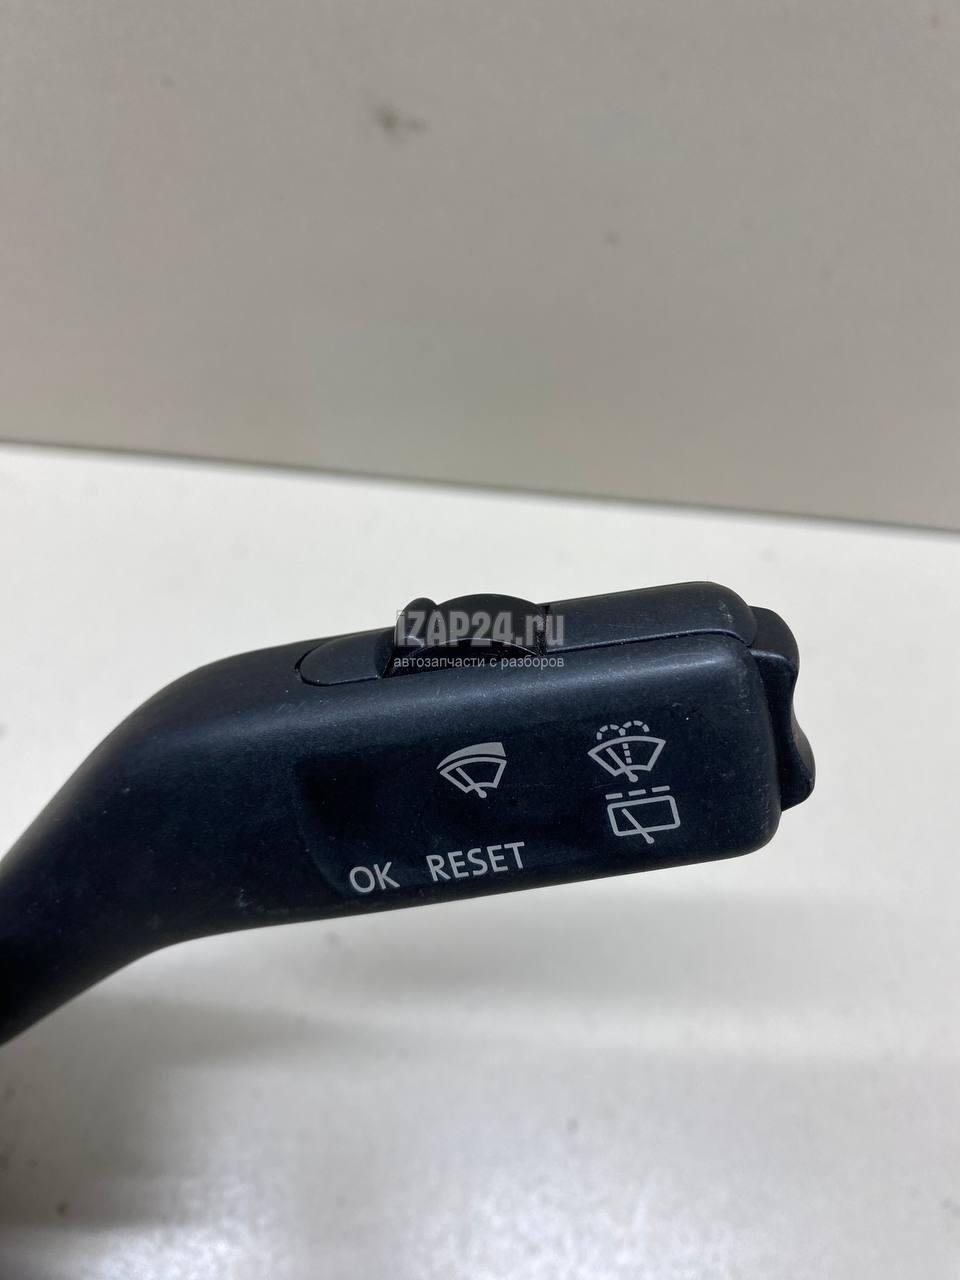 iZAP24.ru
автозапчасти с разборов
OK RESET